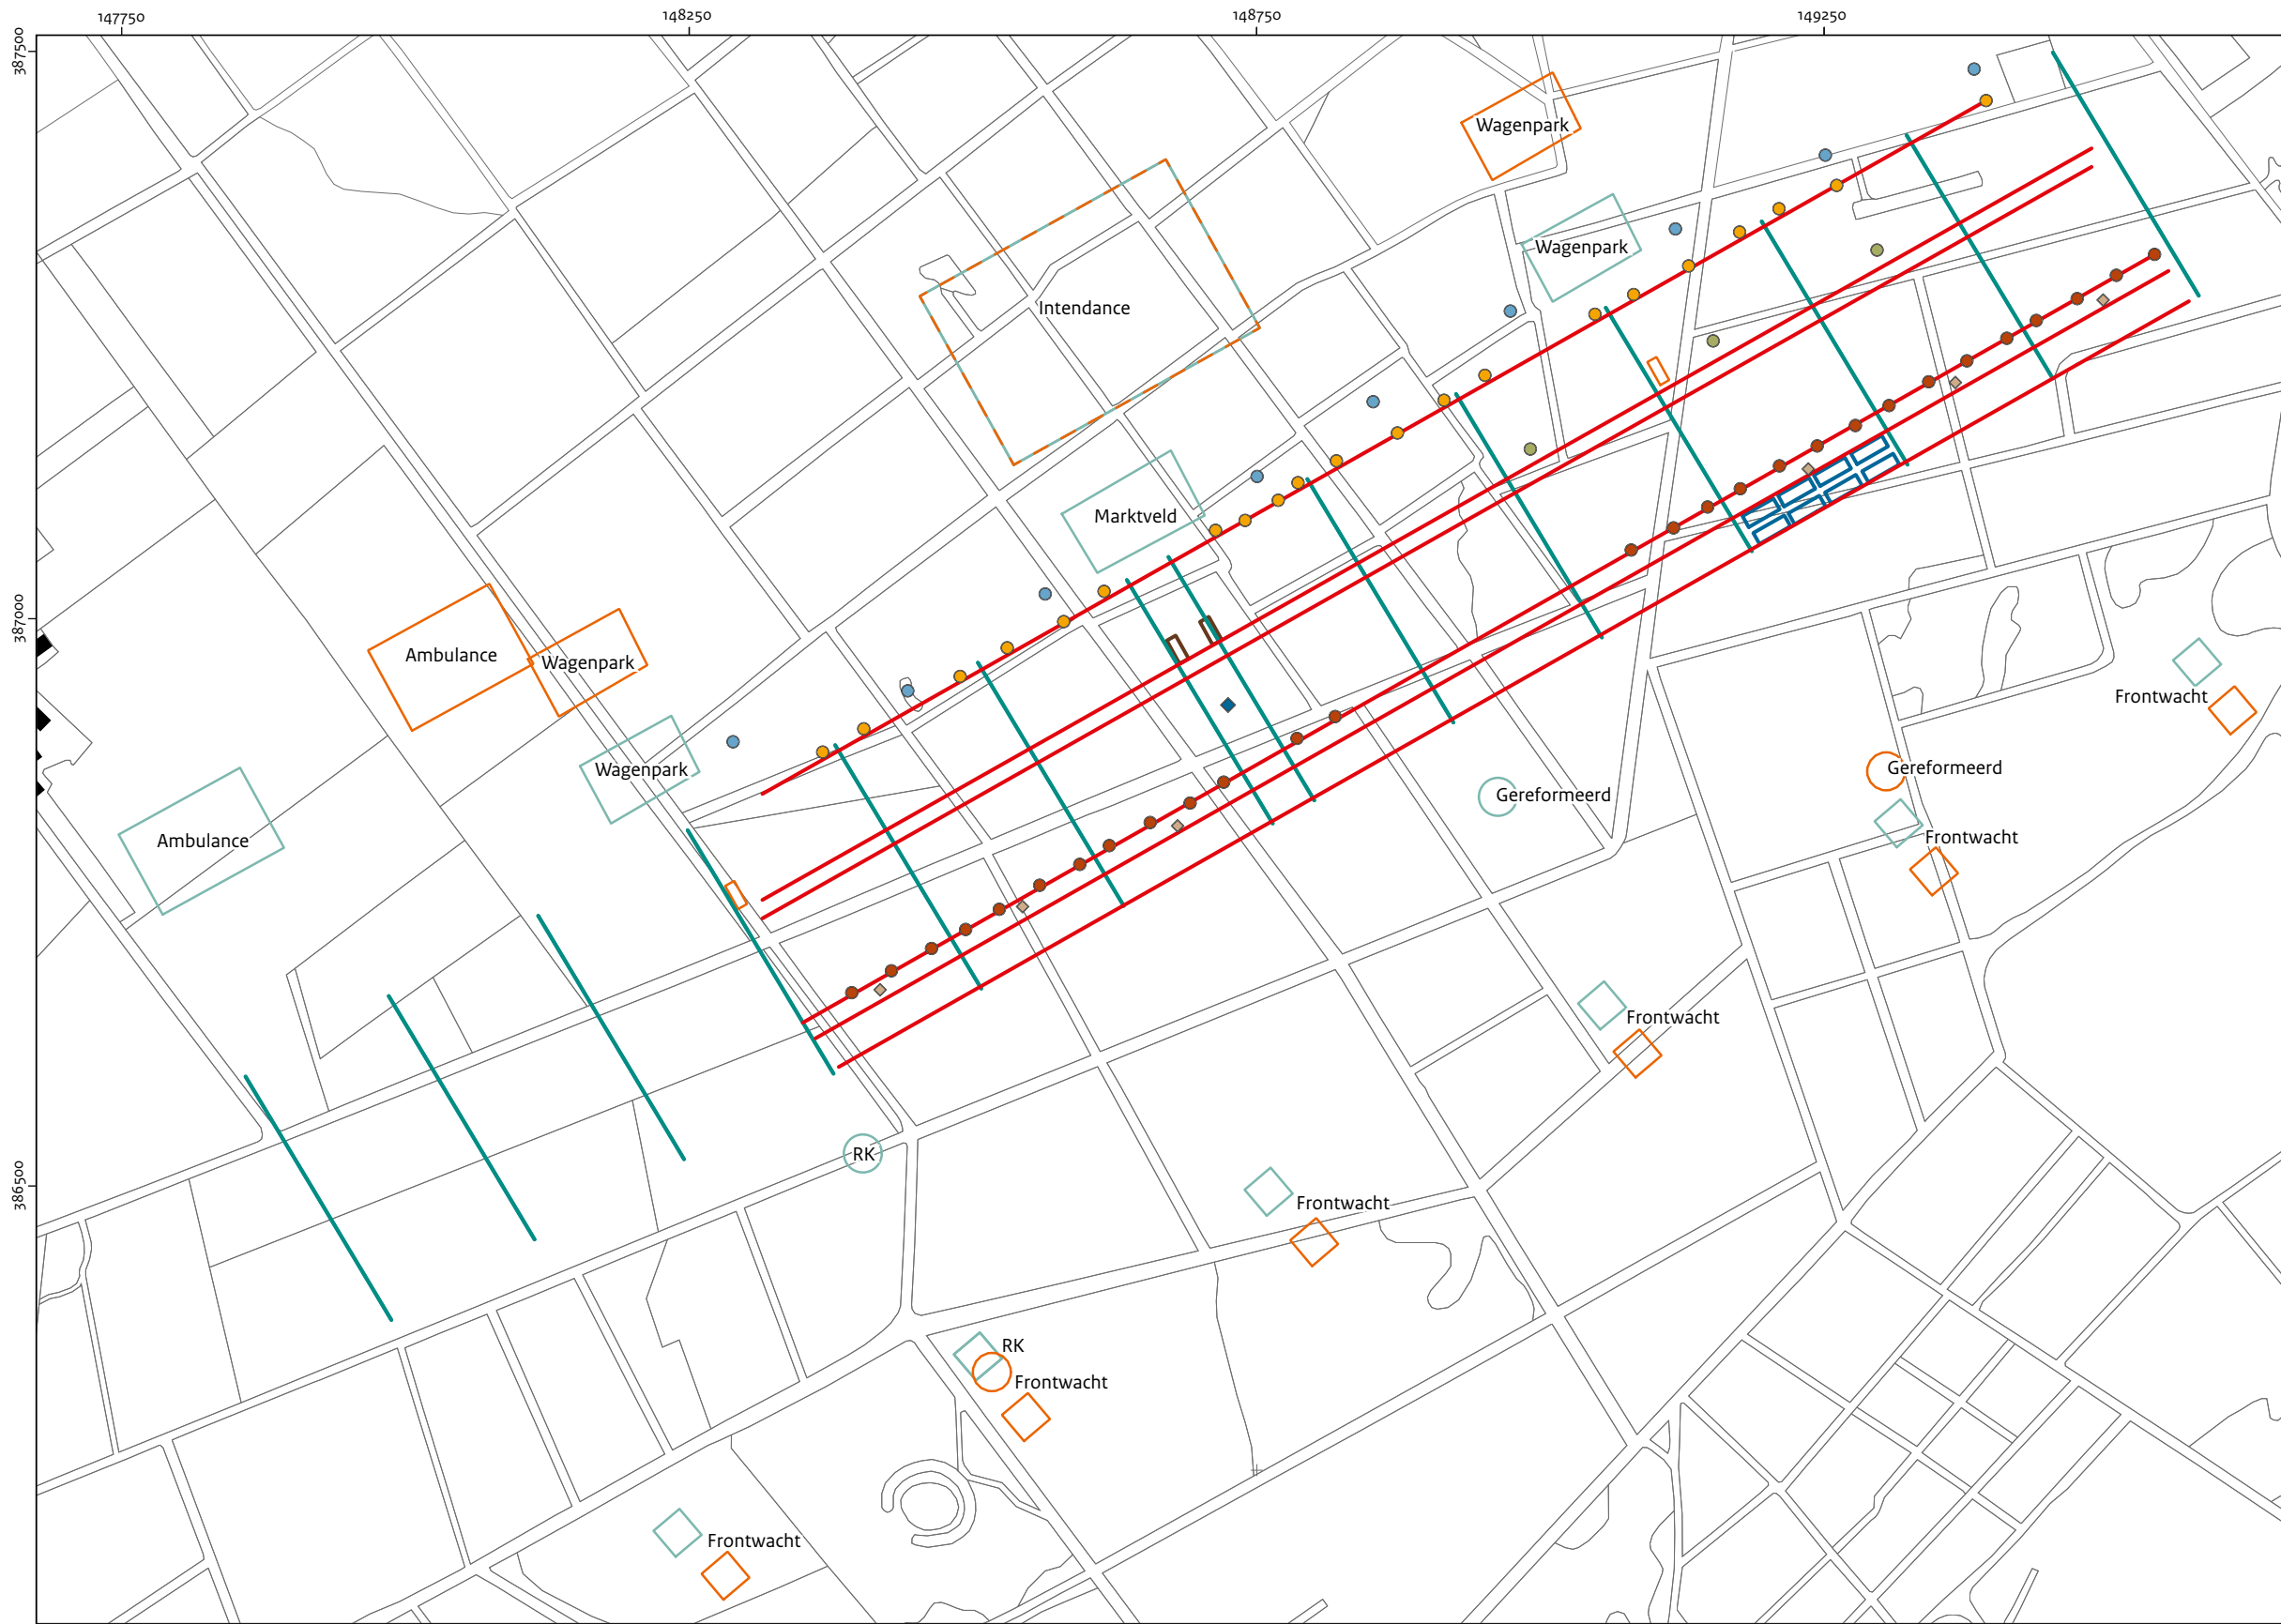 147750
148250
148750
149250
387500
Wagenpark
Wagenpark
Intendance
Marktveld
387000
Ambulance
Wagenpark
Frontwacht
Wagenpark
Gereformeerd
Gereformeerd
Ambulance
Frontwacht
Frontwacht
RK
386500
Frontwacht
RK
Frontwacht
Frontwacht